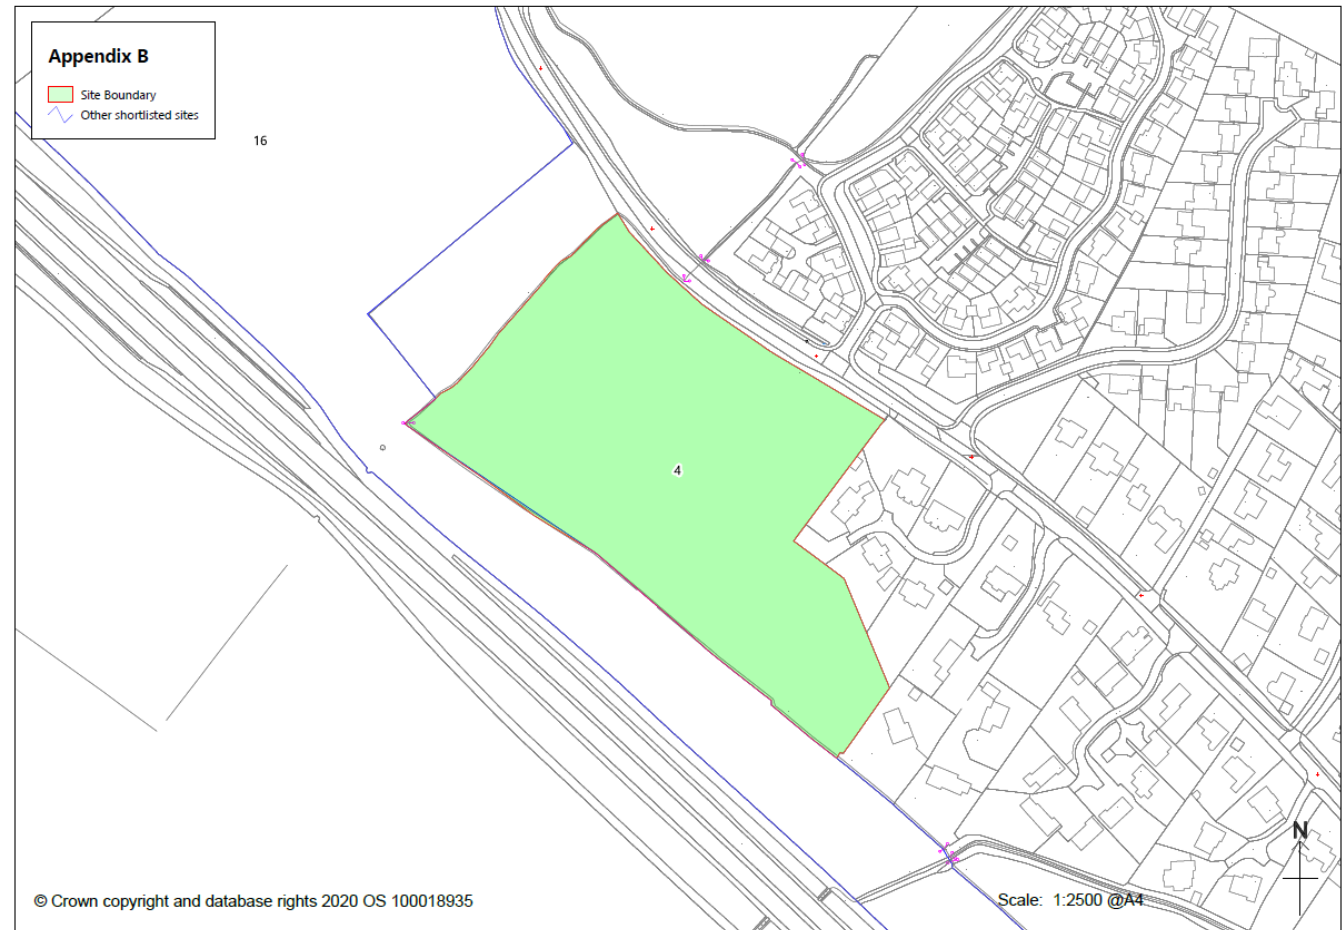 Appendix B
Site Boundary
Other shortlisted sites
16
4
N
© Crown copyright and database rights 2020 OS 100018935
Scale: 1:2500 @A4